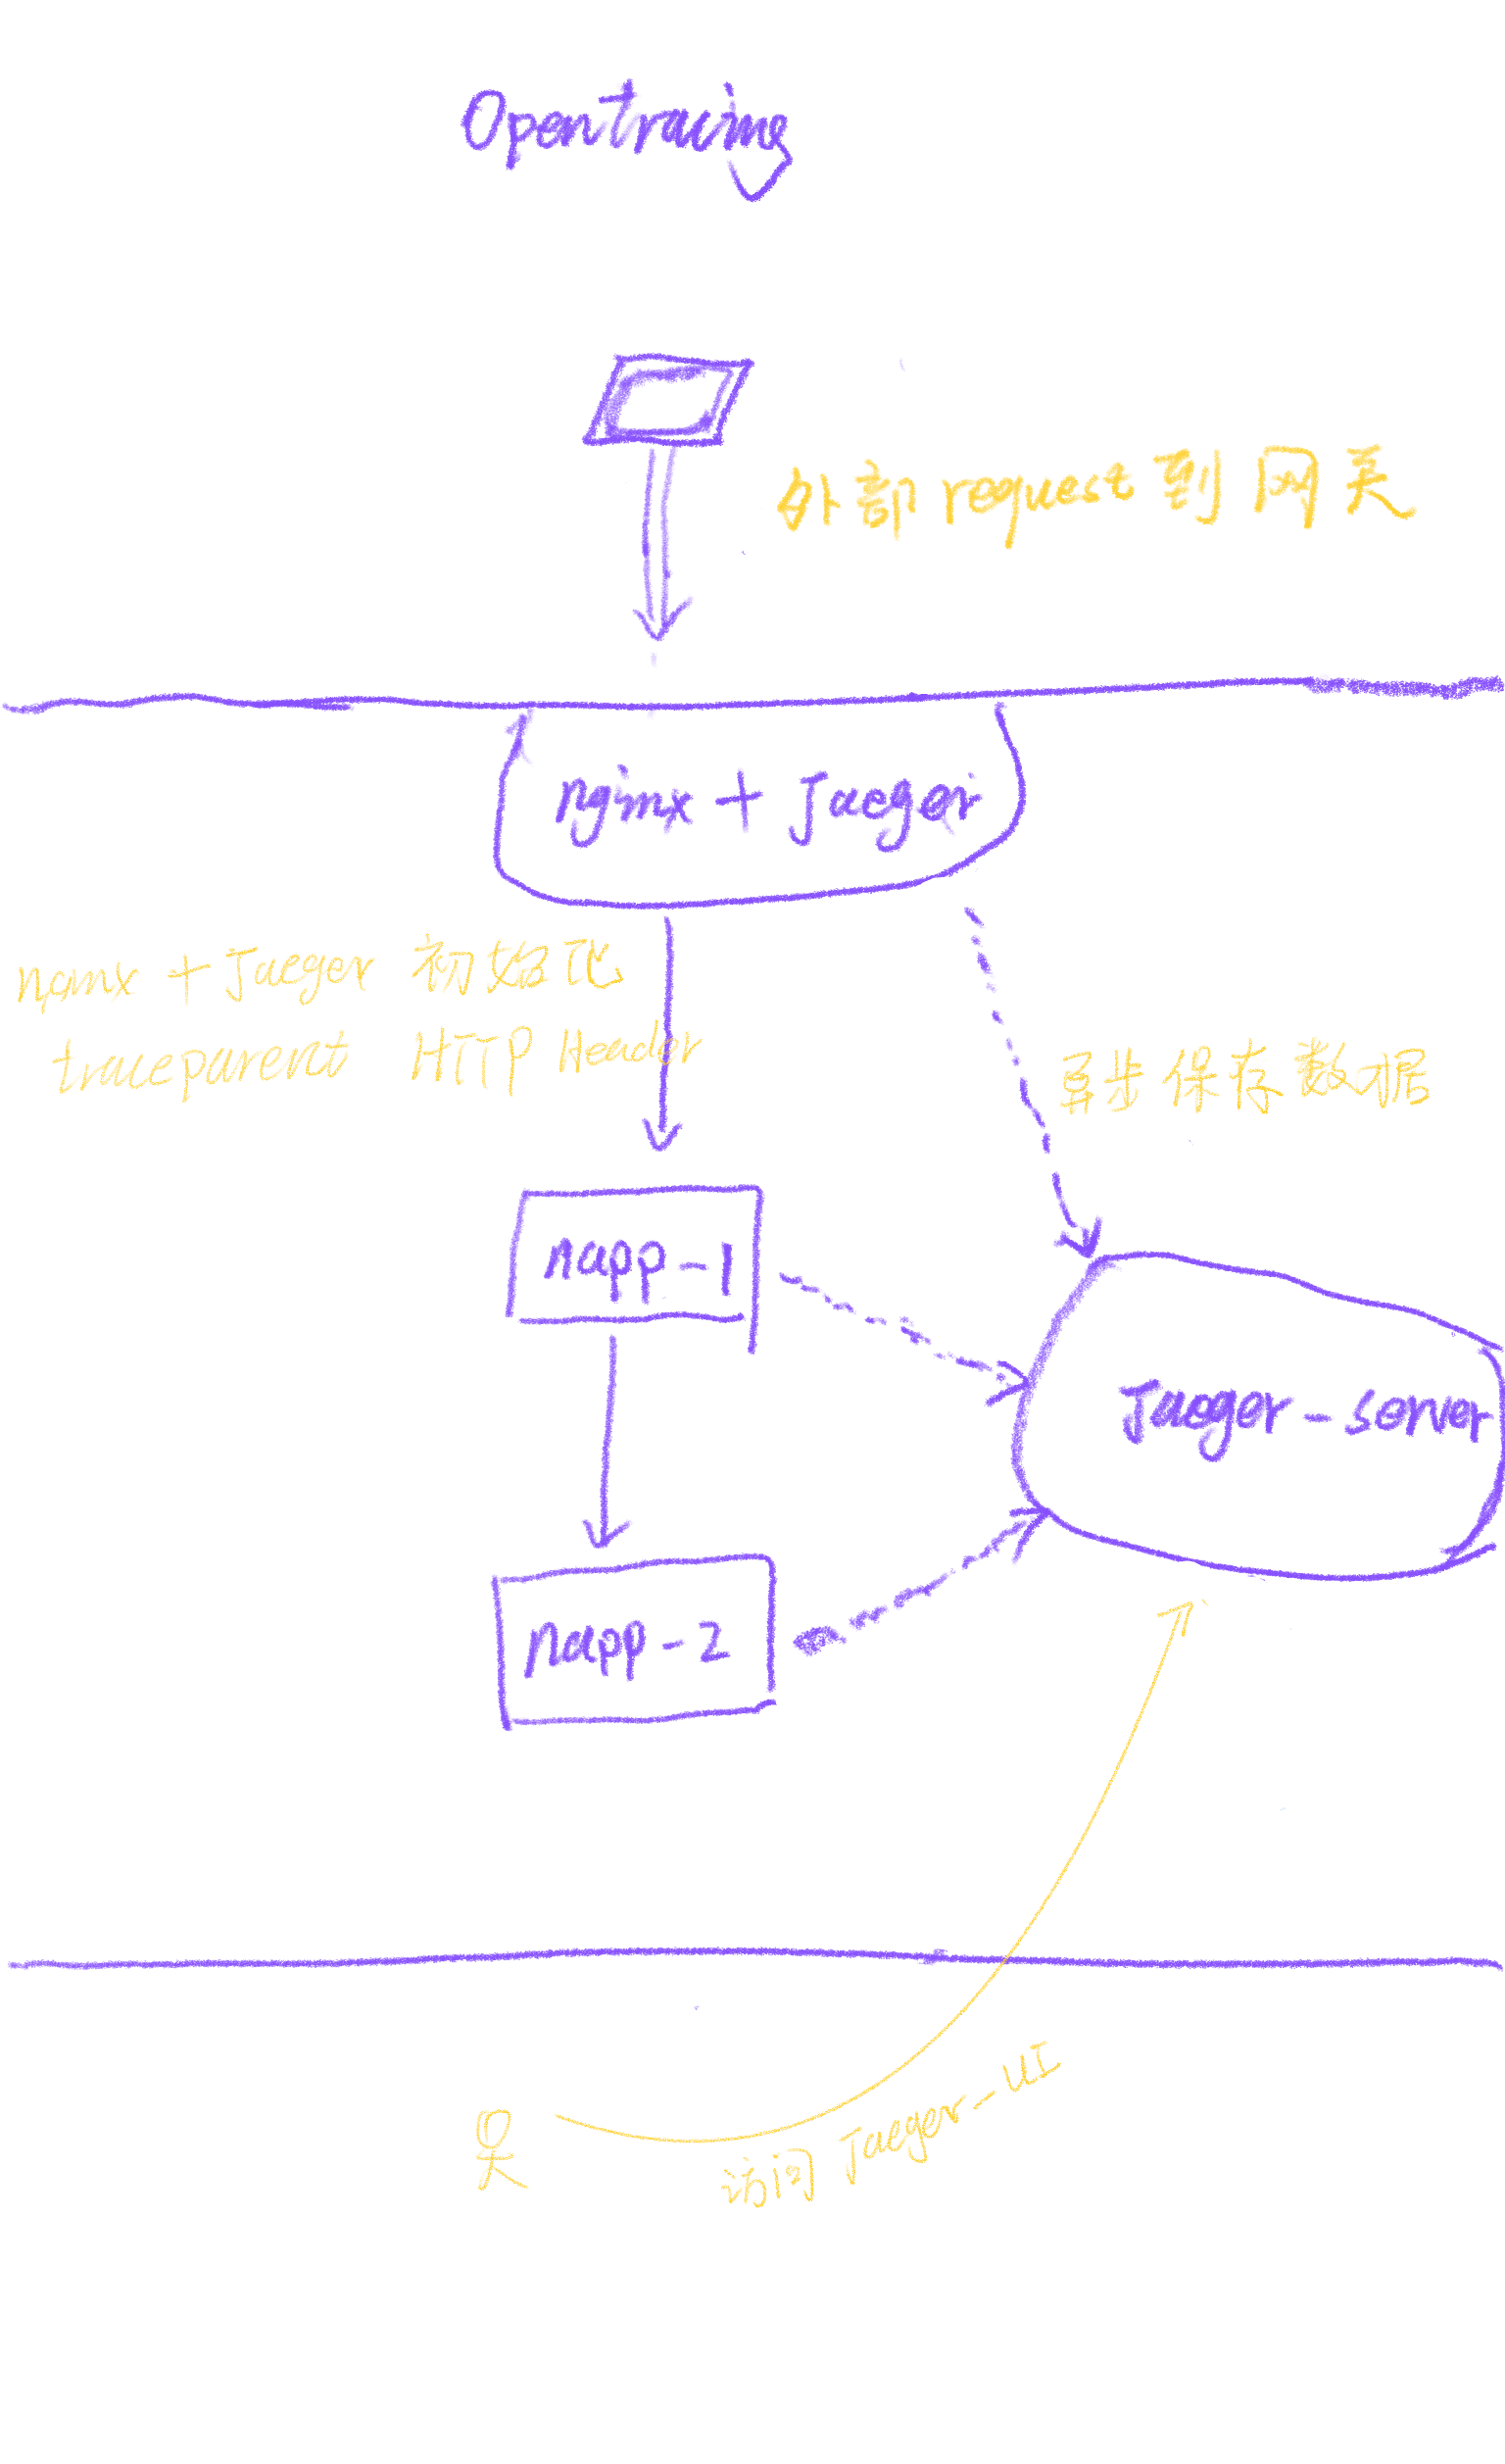 Opentracing
外部 request 到 网关
nginx + Jaeger
nginx + Jaeger 初始化
traceparent HTTP Header
异步保存数据
napp-1
Jaeger-server
napp-2
访问 Jaeger-UI